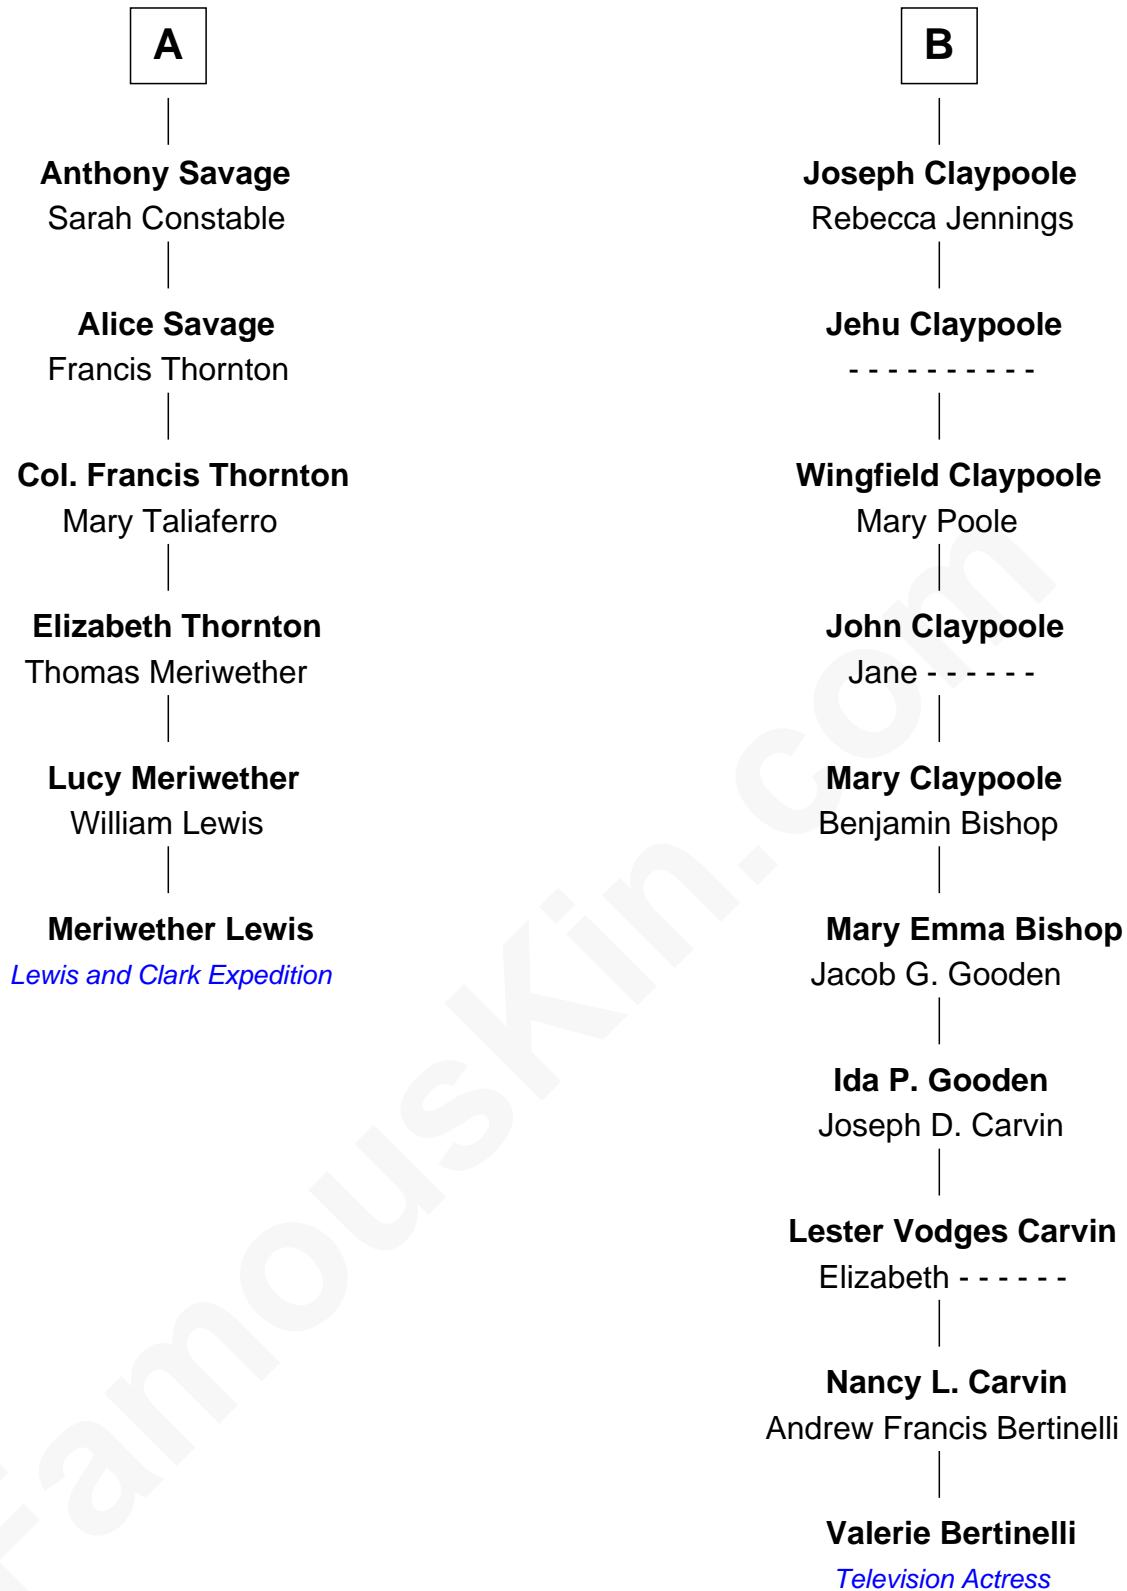 A
Anthony Savage
Sarah Constable
Alice Savage
Francis Thornton
Col. Francis Thornton
Mary Taliaferro
Elizabeth Thornton
Thomas Meriwether
Lucy Meriwether
William Lewis
Meriwether Lewis
Lewis and Clark Expedition
B
Joseph Claypoole
Rebecca Jennings
Jehu Claypoole
- - - - - - - - - -
Wingfield Claypoole
Mary Poole
John Claypoole
Jane - - - - - -
Mary Claypoole
Benjamin Bishop
Mary Emma Bishop
Jacob G. Gooden
Ida P. Gooden
Joseph D. Carvin
Lester Vodges Carvin
Elizabeth - - - - - -
Nancy L. Carvin
Andrew Francis Bertinelli
Valerie Bertinelli
Television Actress
FamousKin.com